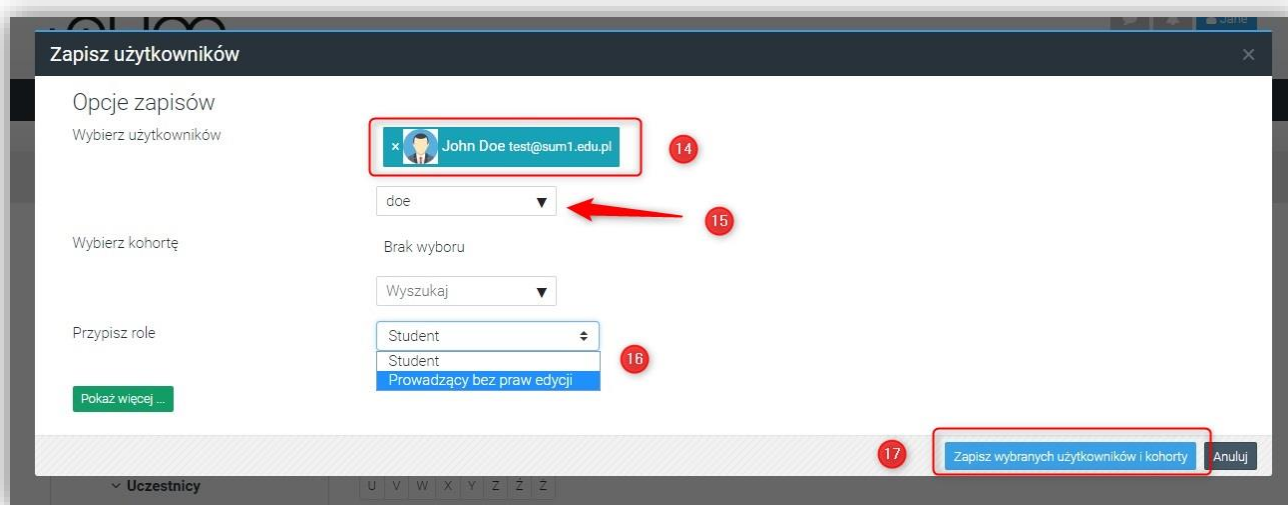 Jane
Zapisz użytkowników ×
Opcje zapisów
Wybierz użytkowników
× John Doe test@sum1.edu.pl
14
doe ▼
15
Wybierz kohortę
Brak wyboru
Wyszukaj ▼
Przypisz role
Student
Student
16
Prowadzący bez praw edycji
Pokaż więcej ...
17
Zapisz wybranych użytkowników i kohorty
Anuluj
Uczestnicy
U V W X Y Z Ź Ż